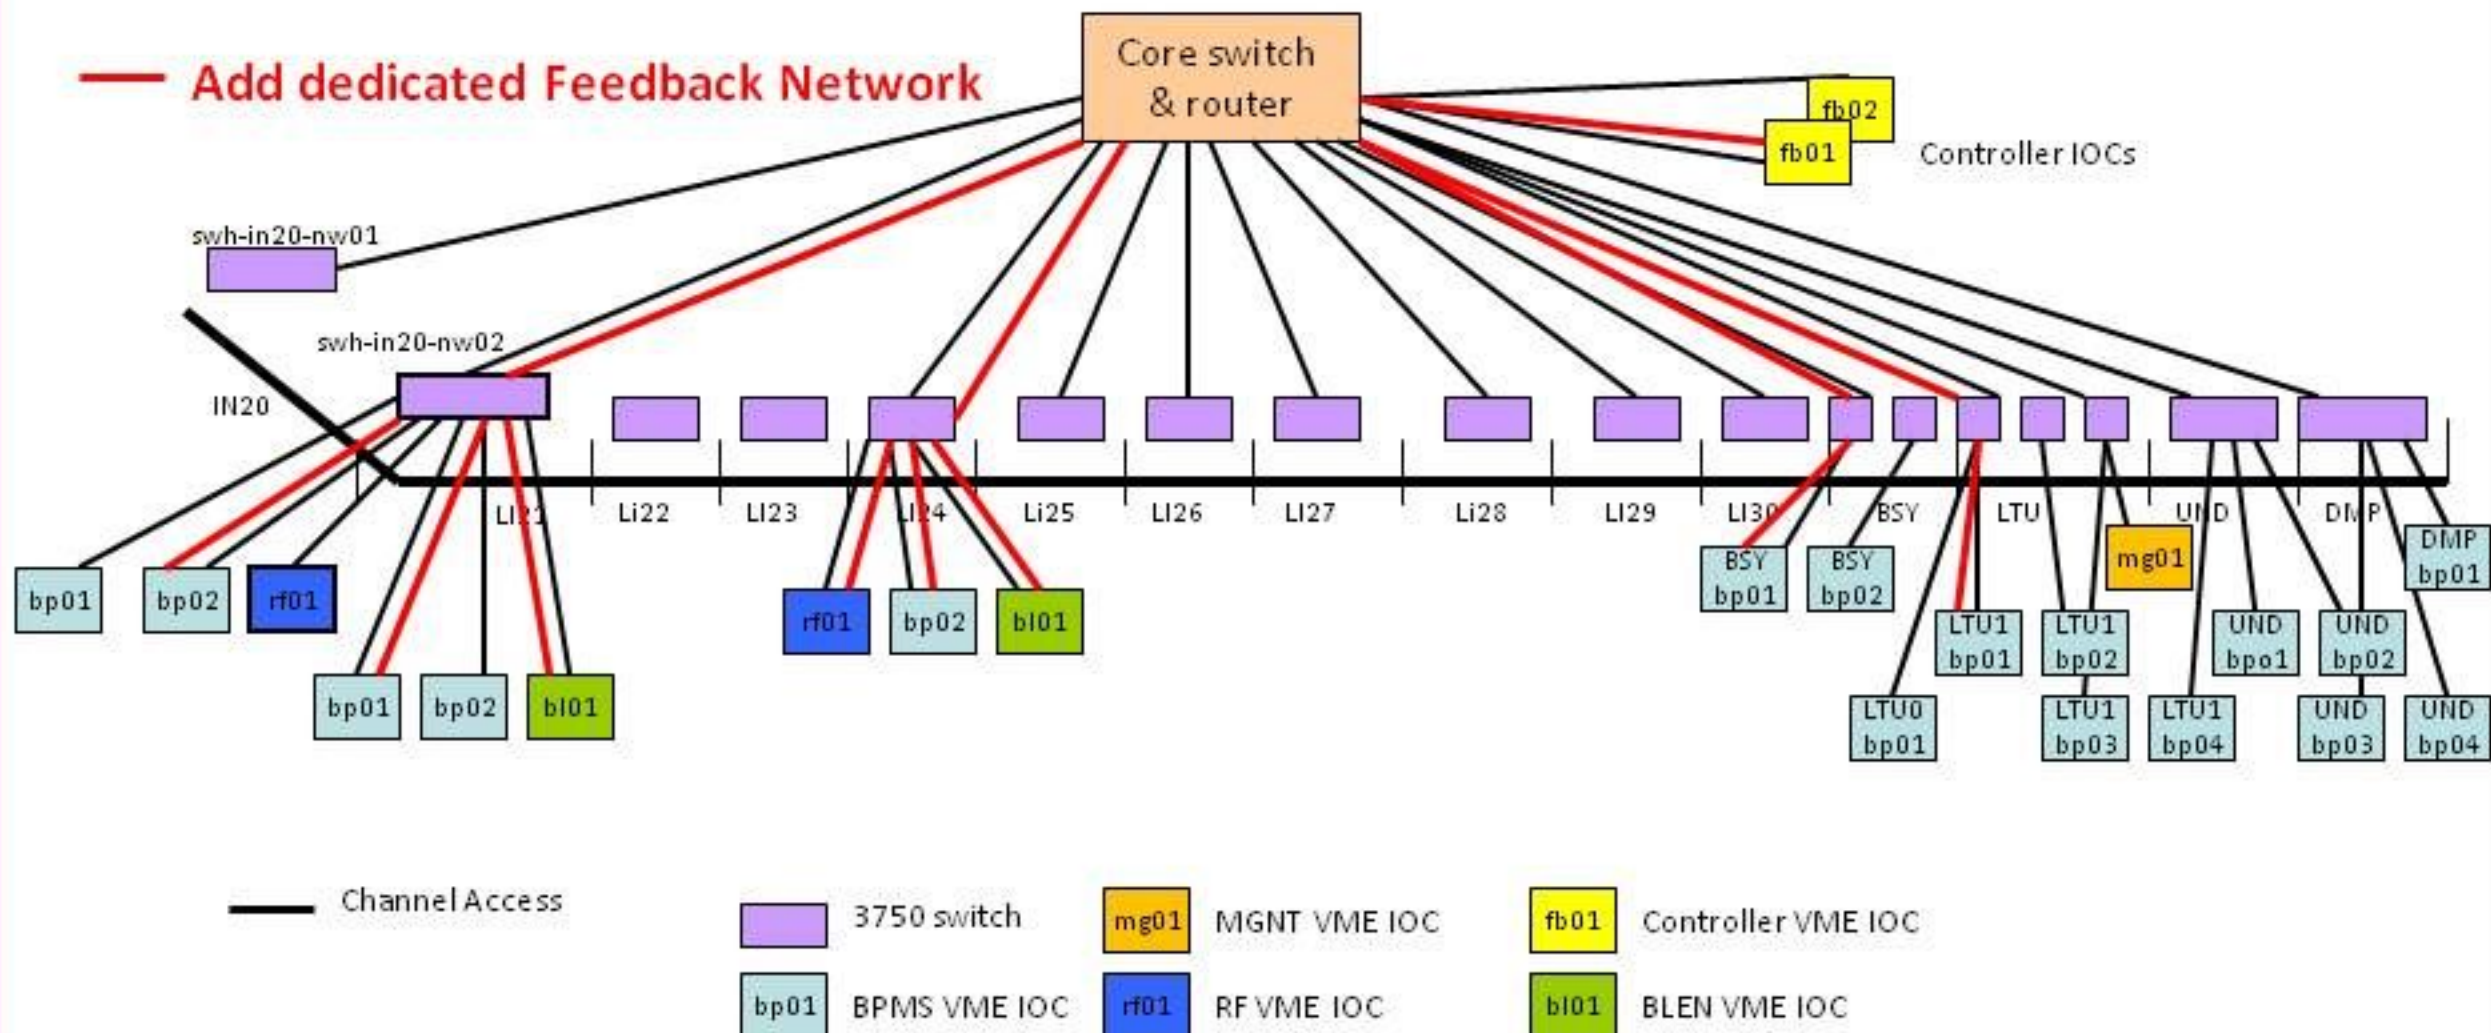 Core switch
& router
Add dedicated Feedback Network
fb02
fb01
Controller IOCs
swh-in20-nw01
swh-in20-nw02
IN20
LI21
Li22
LI23
LI24
Li25
LI26
LI27
Li28
LI29
LI30
BSY
LTU
UND
DMP
bp01
bp02
rf01
bp01
bp02
bl01
rf01
bp02
bl01
BSY
bp01
BSY
bp02
mg01
DMP
bp01
LTU1
bp01
LTU1
bp02
UND
bpo1
UND
bp02
LTU0
bp01
LTU1
bp03
LTU1
bp04
UND
bp03
UND
bp04
Channel Access
3750 switch
mg01
MGNT VME IOC
fb01
Controller VME IOC
bp01
BPMS VME IOC
rf01
RF VME IOC
bl01
BLEN VME IOC